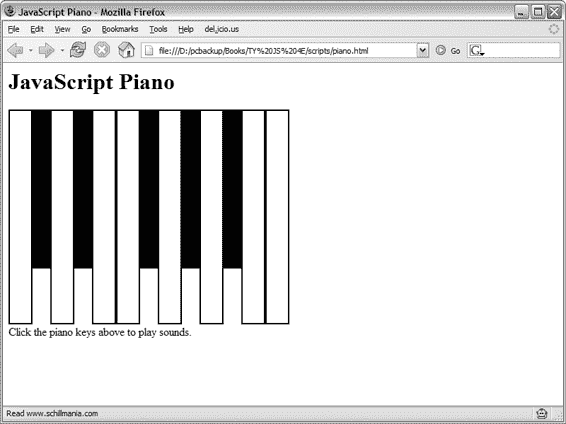 JavaScript Piano - Mozilla Firefox
File Edit View Go Bookmarks Tools Help del.icio.us
file:///D:/pcbackup/Books/TY%20JS%204E/scripts/piano.html Go G
JavaScript Piano
Click the piano keys above to play sounds.
Read www.schillmania.com